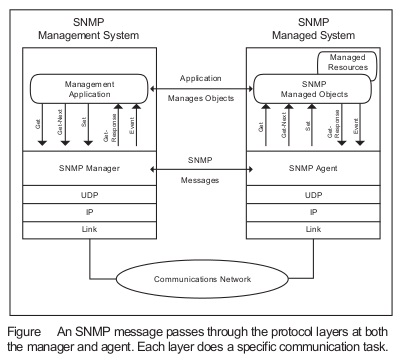 SNMP
Management System
SNMP
Managed System
Managed
Resources
Management
Application
Application
Manages Objects
SNMP
Managed Objects
Get
Get-Next
Set
Get-
Response
Event
Get
Get-Next
Set
Get-
Response
Event
SNMP Manager
SNMP
Messages
SNMP Agent
UDP
UDP
IP
IP
Link
Link
Communications Network
Figure An SNMP message passes through the protocol layers at both
the manager and agent. Each layer does a specific communication task.